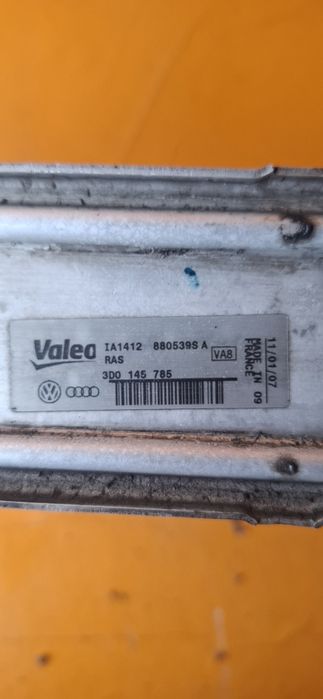 Valeo
IA1412 880539S A
RAS
VA8
3D0 145 785
11/01/07
MADE IN 09
FRANCE